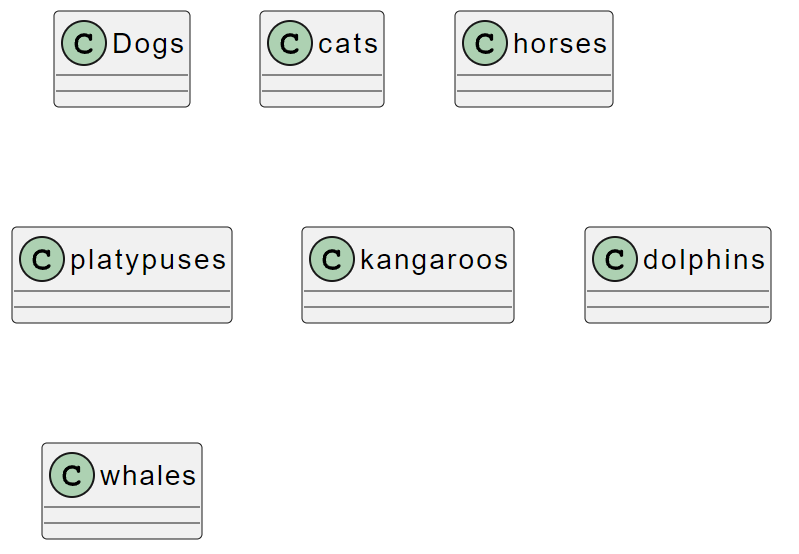 C Dogs
C cats
C horses
C platypuses
C kangaroos
C dolphins
C whales